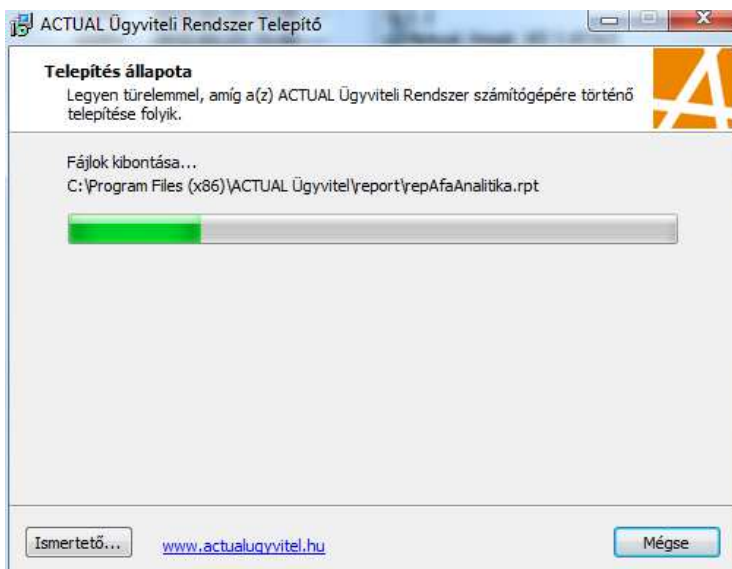 ACTUAL Ügyviteli Rendszer Telepítő
Telepítés állapota
Legyen türelemmel, amíg a(z) ACTUAL Ügyviteli Rendszer számítógépére történő
telepítése folyik.
Fájlok kibontása...
C:\Program Files (x86)\ACTUAL Ügyvitel\report\repAfaAnalitika.rpt
Ismertető...
www.actualugyvitel.hu
Mégse